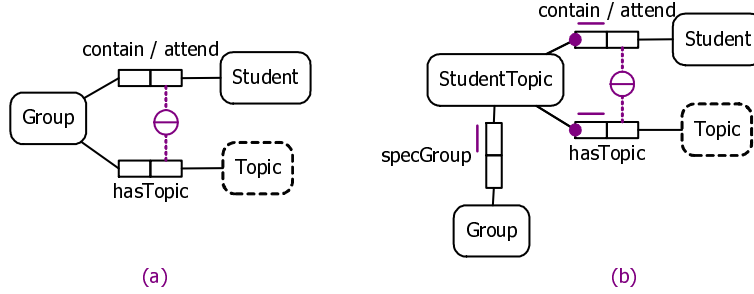 contain / attend
Group
Student
hasTopic
Topic
(a)
contain / attend
StudentTopic
Student
specGroup
hasTopic
Topic
Group
(b)